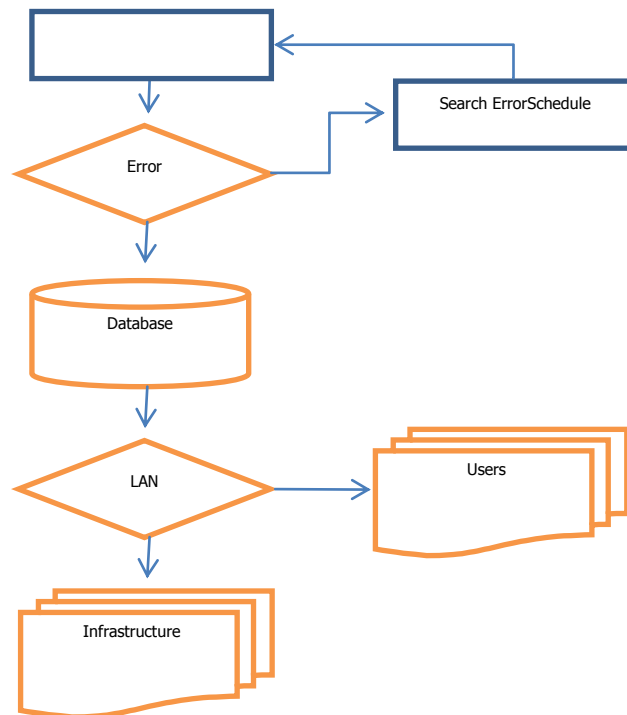 Search ErrorSchedule
Error
Database
LAN
Users
Infrastructure